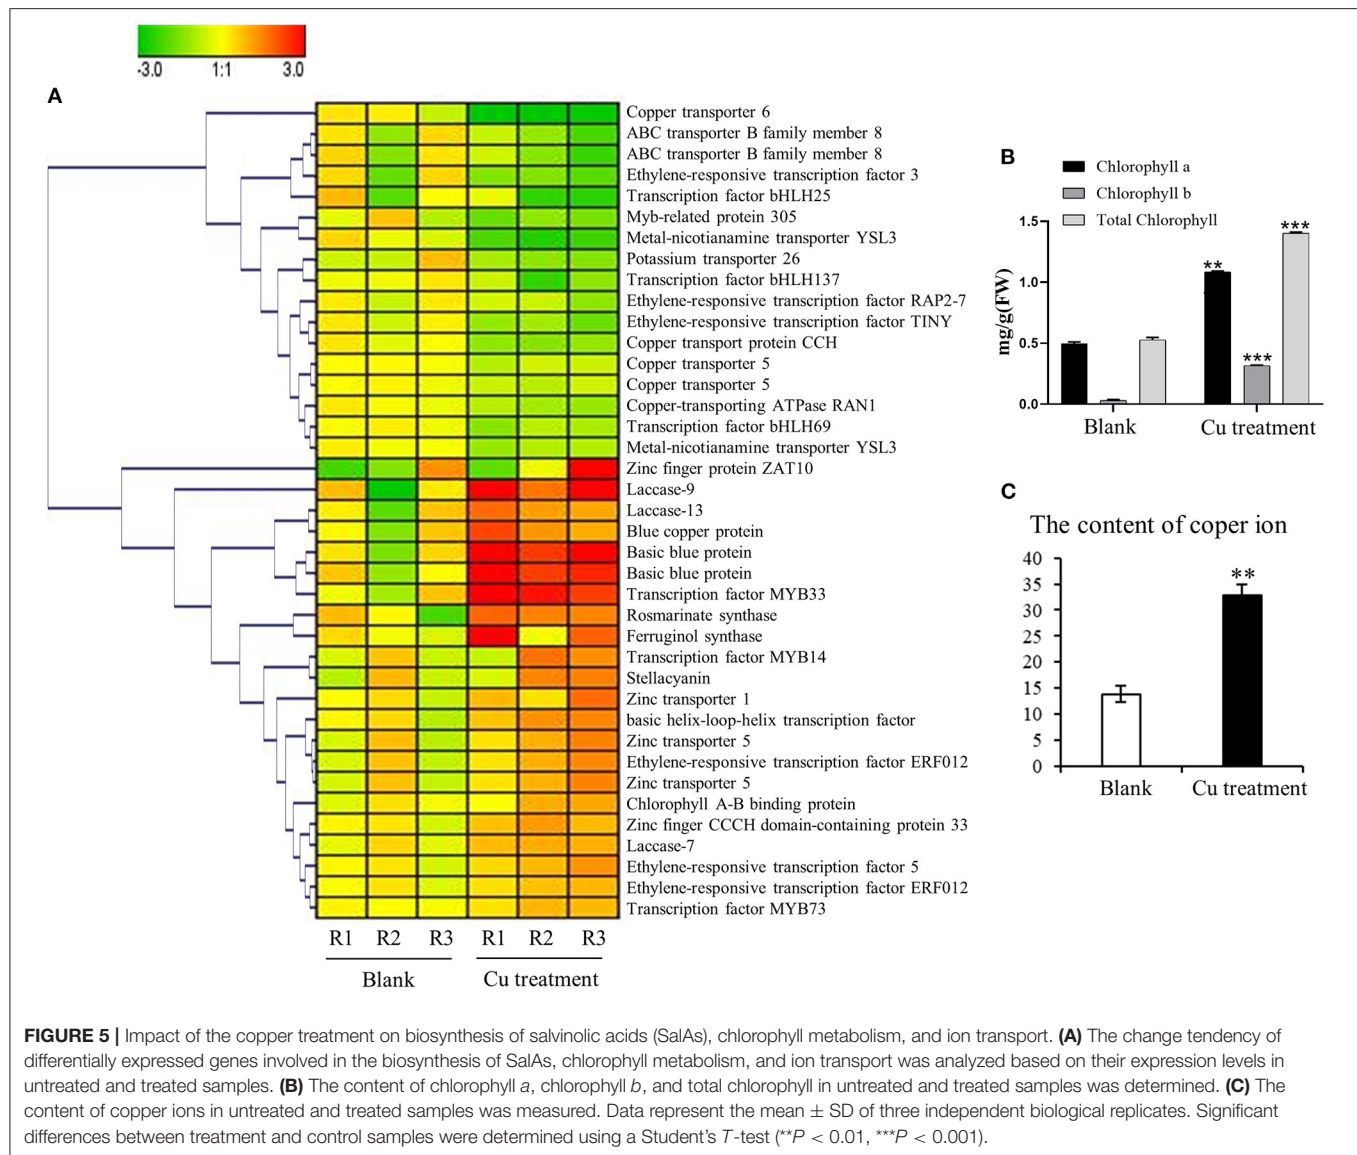 -3.0 1:1 3.0
A
Copper transporter 6
ABC transporter B family member 8
ABC transporter B family member 8
Ethylene-responsive transcription factor 3
Transcription factor bHLH25
Myb-related protein 305
Metal-nicotianamine transporter YSL3
Potassium transporter 26
Transcription factor bHLH137
Ethylene-responsive transcription factor RAP2-7
Ethylene-responsive transcription factor TINY
Copper transport protein CCH
Copper transporter 5
Copper transporter 5
Copper-transporting ATPase RAN1
Transcription factor bHLH69
Metal-nicotianamine transporter YSL3
Zinc finger protein ZAT10
Laccase-9
Laccase-13
Blue copper protein
Basic blue protein
Basic blue protein
Transcription factor MYB33
Rosmarinate synthase
Ferruginol synthase
Transcription factor MYB14
Stellacyanin
Zinc transporter 1
basic helix-loop-helix transcription factor
Zinc transporter 5
Ethylene-responsive transcription factor ERF012
Zinc transporter 5
Chlorophyll A-B binding protein
Zinc finger CCCH domain-containing protein 33
Laccase-7
Ethylene-responsive transcription factor 5
Ethylene-responsive transcription factor ERF012
Transcription factor MYB73
R1 R2 R3 R1 R2 R3
Blank Cu treatment
B
Chlorophyll a
Chlorophyll b
Total Chlorophyll
mg/g(FW)
1.5
1.0
0.5
0.0
** *** ***
Blank Cu treatment
C
The content of coper ion
40
35
30
25
20
15
10
5
0
**
Blank Cu treatment
FIGURE 5 | Impact of the copper treatment on biosynthesis of salvinolic acids (SalAs), chlorophyll metabolism, and ion transport. (A) The change tendency of
differentially expressed genes involved in the biosynthesis of SalAs, chlorophyll metabolism, and ion transport was analyzed based on their expression levels in
untreated and treated samples. (B) The content of chlorophyll a, chlorophyll b, and total chlorophyll in untreated and treated samples was determined. (C) The
content of copper ions in untreated and treated samples was measured. Data represent the mean ± SD of three independent biological replicates. Significant
differences between treatment and control samples were determined using a Student's T-test (**P < 0.01, ***P < 0.001).